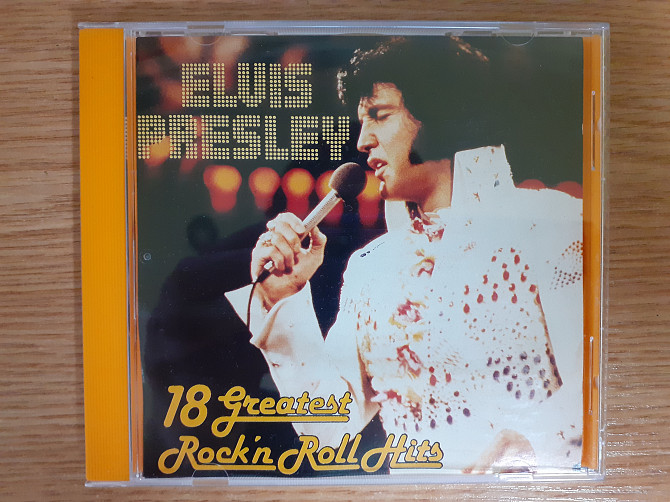 ELVIS
PRESLEY
18 Greatest
Rock'n Roll Hits